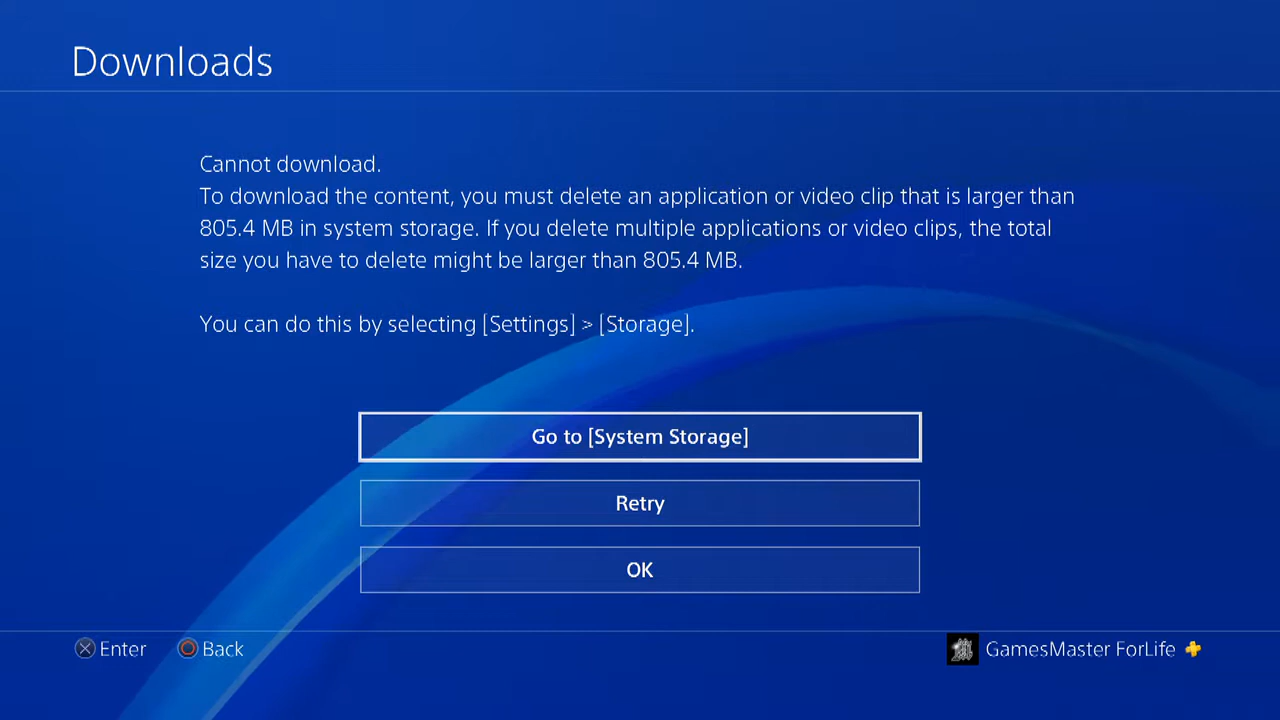 Downloads
Cannot download.
To download the content, you must delete an application or video clip that is larger than
805.4 MB in system storage. If you delete multiple applications or video clips, the total
size you have to delete might be larger than 805.4 MB.
You can do this by selecting [Settings] > [Storage].
Go to [System Storage]
Retry
OK
Enter
Back
GamesMaster ForLife